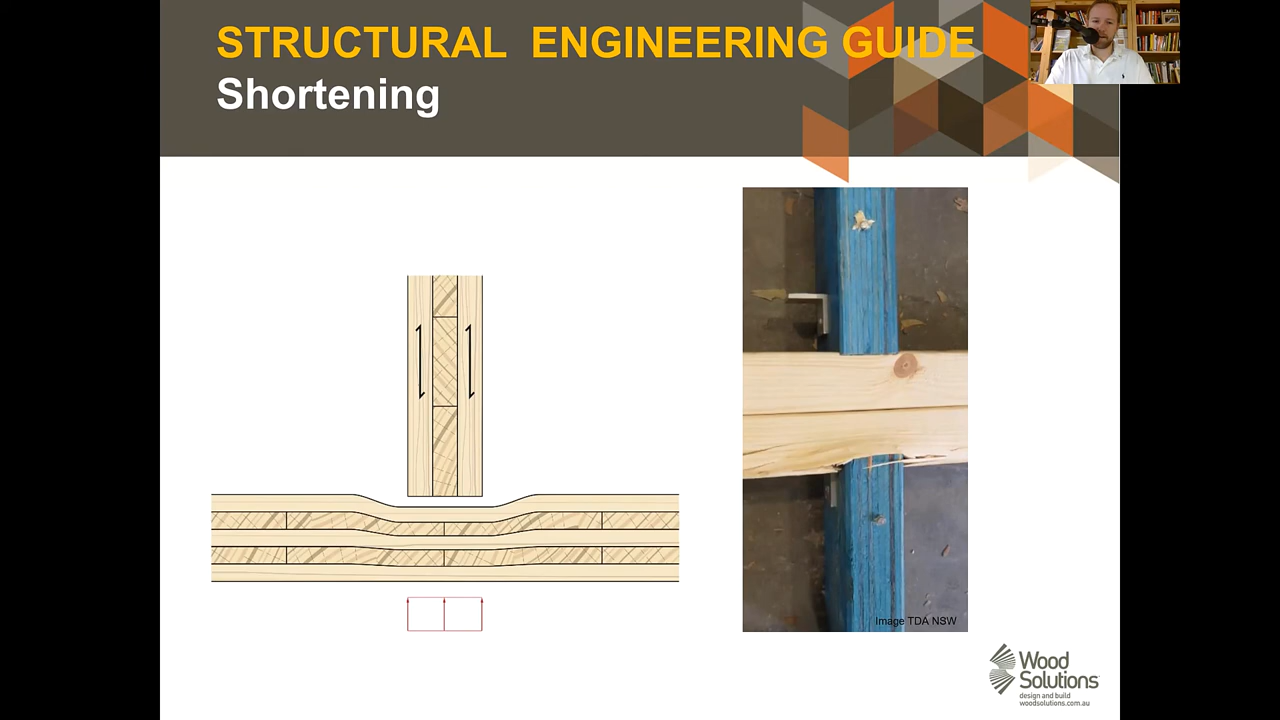 STRUCTURAL ENGINEERING GUIDE
Shortening
Image TDA NSW
Wood
Solutions
design and build
woodsolutions.com.au